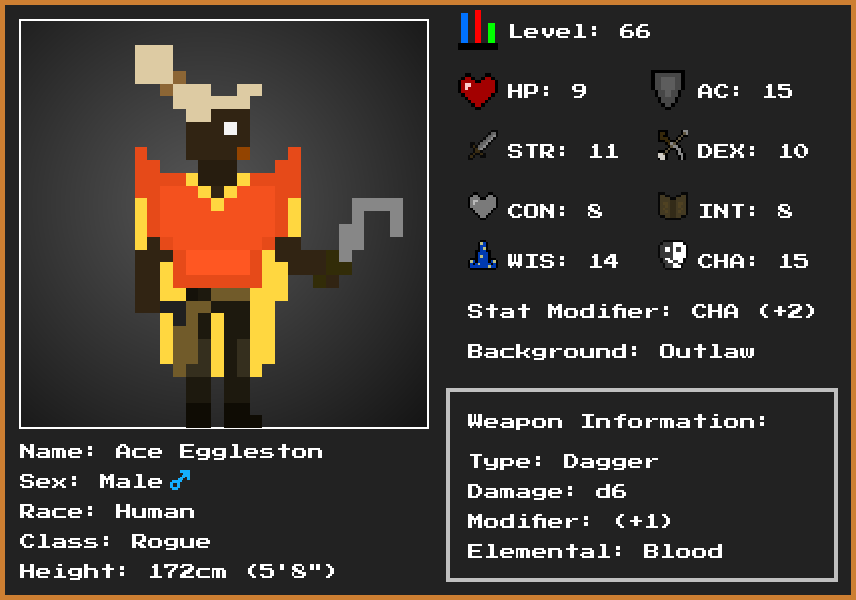 Level: 66
HP: 9
AC: 15
STR: 11
DEX: 10
CON: 8
INT: 8
WIS: 14
CHA: 15
Stat Modifier: CHA (+2)
Background: Outlaw
Name: Ace Eggleston
Sex: Male ♂
Race: Human
Class: Rogue
Height: 172cm (5'8")
Weapon Information:
Type: Dagger
Damage: d6
Modifier: (+1)
Elemental: Blood